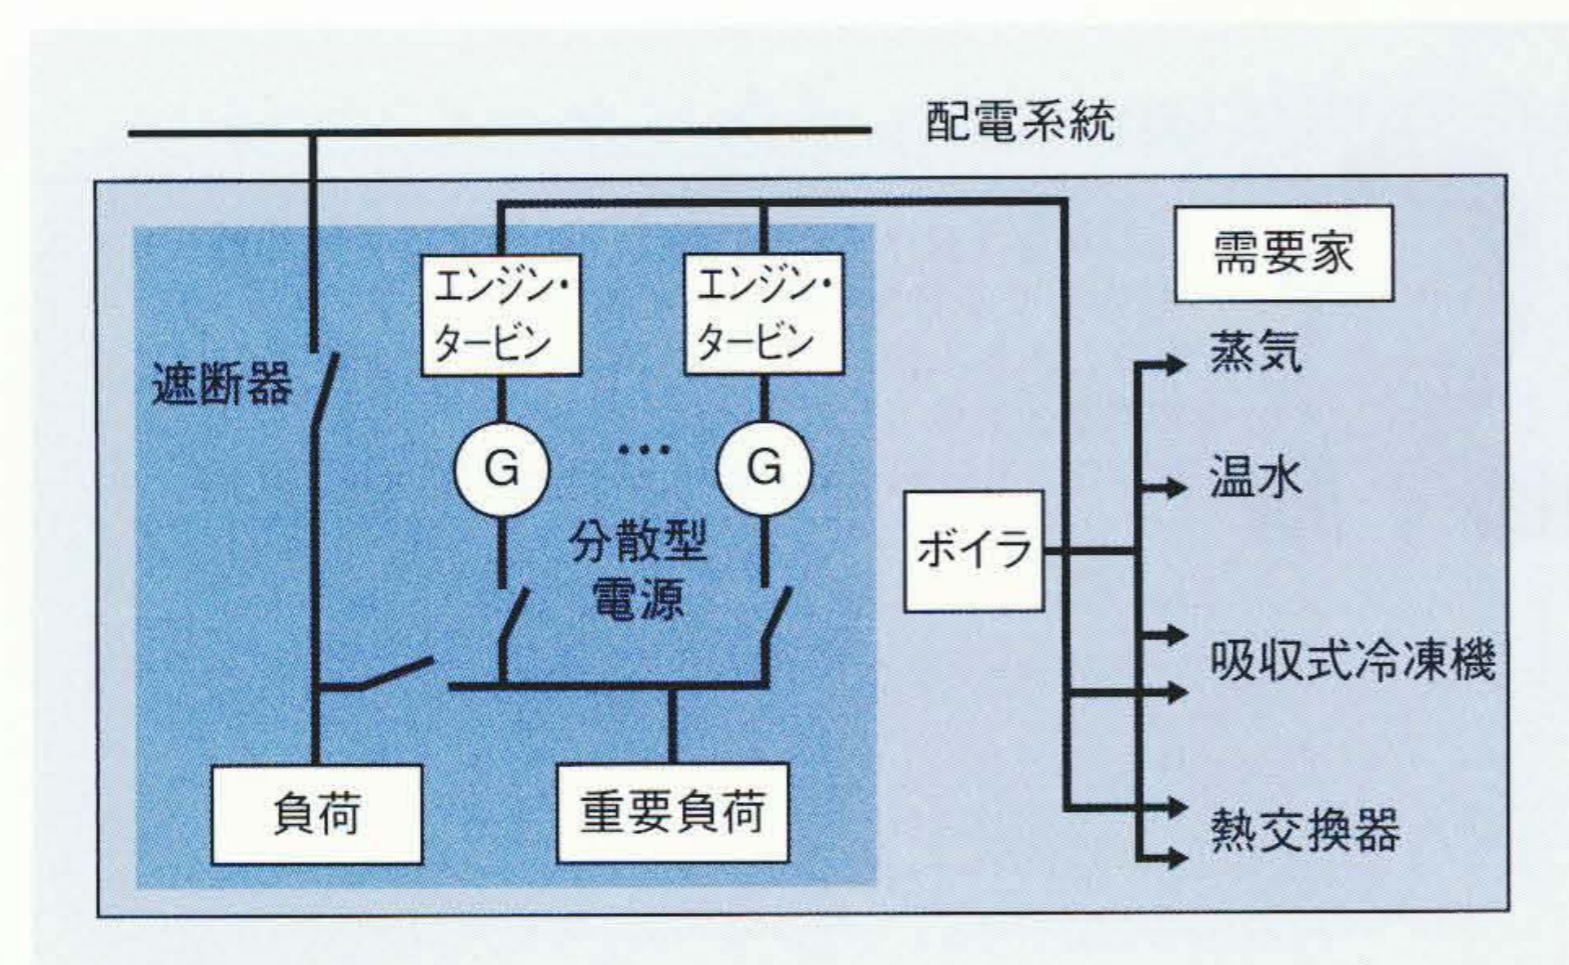 配電系統
需要家
エンジン・
タービン
エンジン・
タービン
遮断器
蒸気
G
…
G
温水
分散型
電源
ボイラ
吸収式冷凍機
負荷
重要負荷
熱交換器